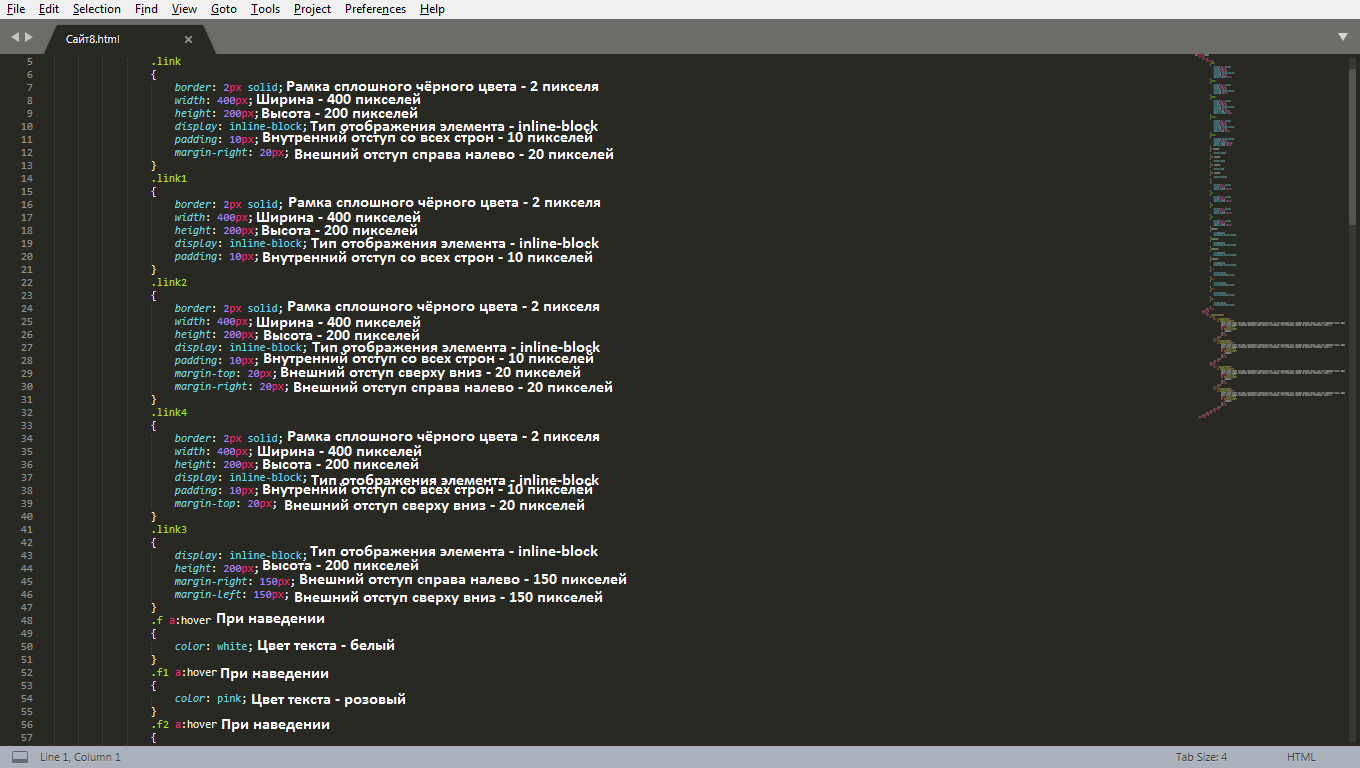 File Edit Selection Find View Goto Tools Project Preferences Help
Сайт8.html ×
5 .link
6 {
7 border: 2px solid; Рамка сплошного чёрного цвета - 2 пикселя
8 width: 400px; Ширина - 400 пикселей
9 height: 200px; Высота - 200 пикселей
10 display: inline-block; Тип отображения элемента - inline-block
11 padding: 10px; Внутренний отступ со всех строн - 10 пикселей
12 margin-right: 20px; Внешний отступ справа налево - 20 пикселей
13 }
14 .link1
15 {
16 border: 2px solid; Рамка сплошного чёрного цвета - 2 пикселя
17 width: 400px; Ширина - 400 пикселей
18 height: 200px; Высота - 200 пикселей
19 display: inline-block; Тип отображения элемента - inline-block
20 padding: 10px; Внутренний отступ со всех строн - 10 пикселей
21 }
22 .link2
23 {
24 border: 2px solid; Рамка сплошного чёрного цвета - 2 пикселя
25 width: 400px; Ширина - 400 пикселей
26 height: 200px; Высота - 200 пикселей
27 display: inline-block; Тип отображения элемента - inline-block
28 padding: 10px; Внутренний отступ со всех строн - 10 пикселей
29 margin-top: 20px; Внешний отступ сверху вниз - 20 пикселей
30 margin-right: 20px; Внешний отступ справа налево - 20 пикселей
31 }
32 .link4
33 {
34 border: 2px solid; Рамка сплошного чёрного цвета - 2 пикселя
35 width: 400px; Ширина - 400 пикселей
36 height: 200px; Высота - 200 пикселей
37 display: inline-block; Тип отображения элемента - inline-block
38 padding: 10px; Внутренний отступ со всех строн - 10 пикселей
39 margin-top: 20px; Внешний отступ сверху вниз - 20 пикселей
40 }
41 .link3
42 {
43 display: inline-block; Тип отображения элемента - inline-block
44 height: 200px; Высота - 200 пикселей
45 margin-right: 150px; Внешний отступ справа налево - 150 пикселей
46 margin-left: 150px; Внешний отступ сверху вниз - 150 пикселей
47 }
48 .f a:hover При наведении
49 {
50 color: white; Цвет текста - белый
51 }
52 .f1 a:hover При наведении
53 {
54 color: pink; Цвет текста - розовый
55 }
56 .f2 a:hover При наведении
57 {
Line 1, Column 1 Tab Size: 4 HTML